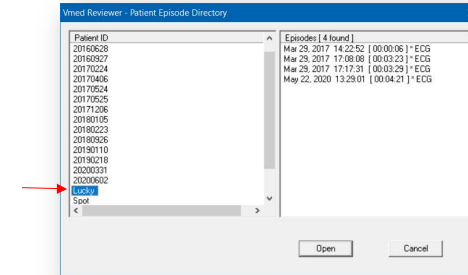 Vmed Reviewer - Patient Episode Directory
Patient ID
20160628
20160927
20170224
20170406
20170524
20170525
20171206
20180105
20180223
20180926
20190110
20190218
20200331
20200602
Lucky
Spot
Episodes [ 4 found ]
Mar 29, 2017 14:22:52 [ 00:00:06 ] * ECG
Mar 29, 2017 17:08:08 [ 00:03:23 ] * ECG
Mar 29, 2017 17:17:31 [ 00:03:29 ] * ECG
May 22, 2020 13:29:01 [ 00:04:21 ] * ECG
Open
Cancel